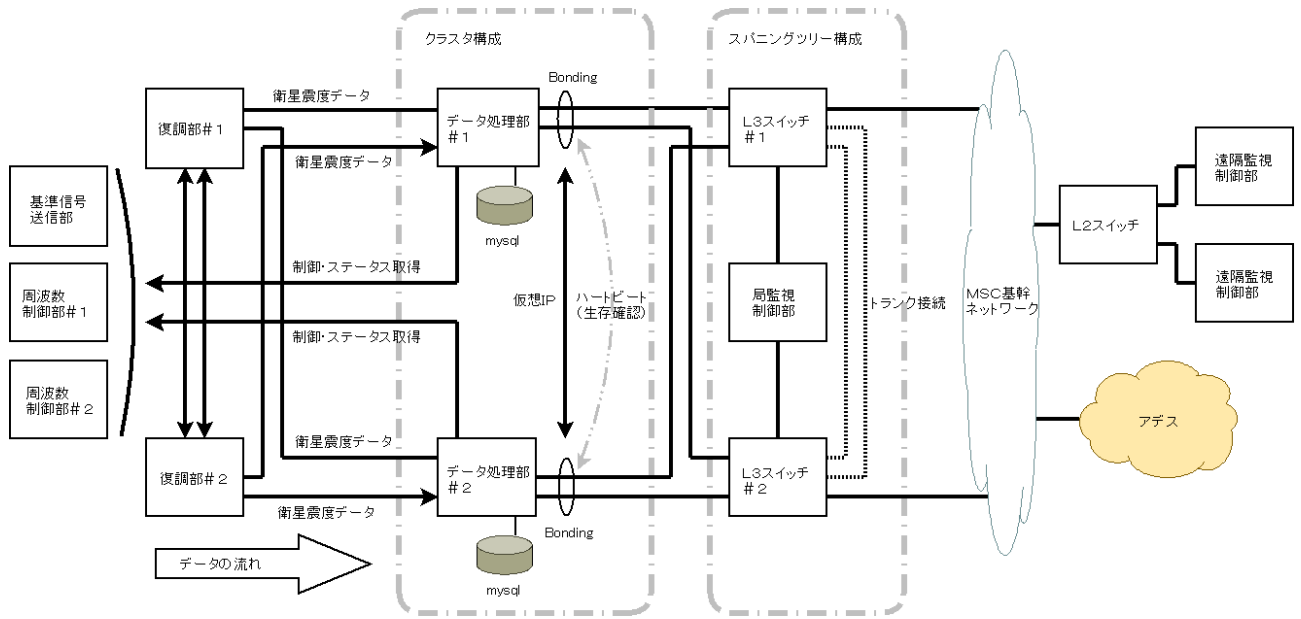 クラスタ構成
スパニングツリー構成
Bonding
衛星震度データ
復調部#1
データ処理部
#1
L3スイッチ
#1
衛星震度データ
遠隔監視
制御部
基準信号
送信部
mysql
L2スイッチ
制御・ステータス取得
遠隔監視
制御部
周波数
制御部#1
仮想IP
ハートビート
(生存確認)
局監視
制御部
トランク接続
MSC基幹
ネットワーク
制御・ステータス取得
周波数
制御部#2
アデス
衛星震度データ
復調部#2
データ処理部
#2
L3スイッチ
#2
衛星震度データ
Bonding
データの流れ
mysql